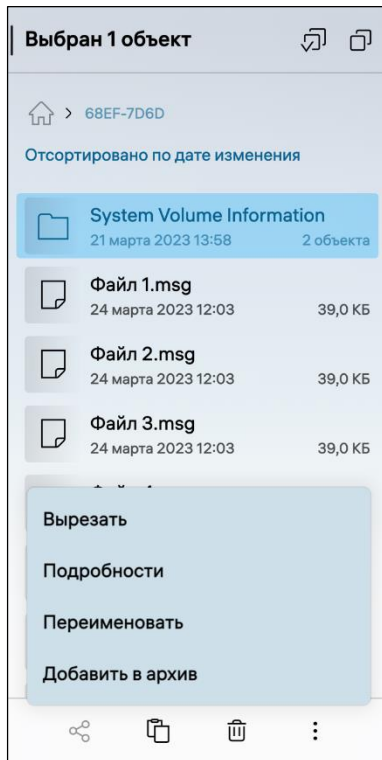 Выбран 1 объект
68EF-7D6D
Отсортировано по дате изменения
System Volume Information
21 марта 2023 13:58 2 объекта
Файл 1.msg
24 марта 2023 12:03 39,0 КБ
Файл 2.msg
24 марта 2023 12:03 39,0 КБ
Файл 3.msg
24 марта 2023 12:03 39,0 КБ
Вырезать
Подробности
Переименовать
Добавить в архив